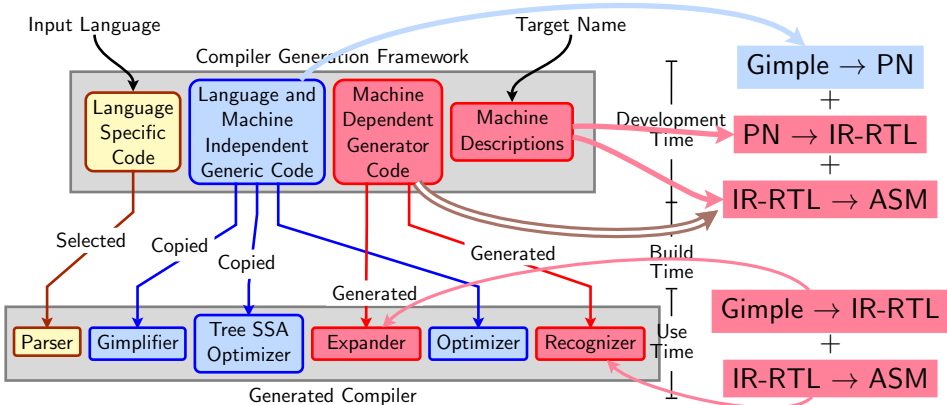 Input Language
Target Name
Compiler Generation Framework
Language
Specific
Code
Language and
Machine
Independent
Generic Code
Machine
Dependent
Generator
Code
Machine
Descriptions
Development
Time
Gimple → PN
+
PN → IR-RTL
+
IR-RTL → ASM
Selected
Copied
Copied
Generated
Generated
Build
Time
Parser
Gimplifier
Tree SSA
Optimizer
Expander
Optimizer
Recognizer
Use
Time
Gimple → IR-RTL
+
IR-RTL → ASM
Generated Compiler